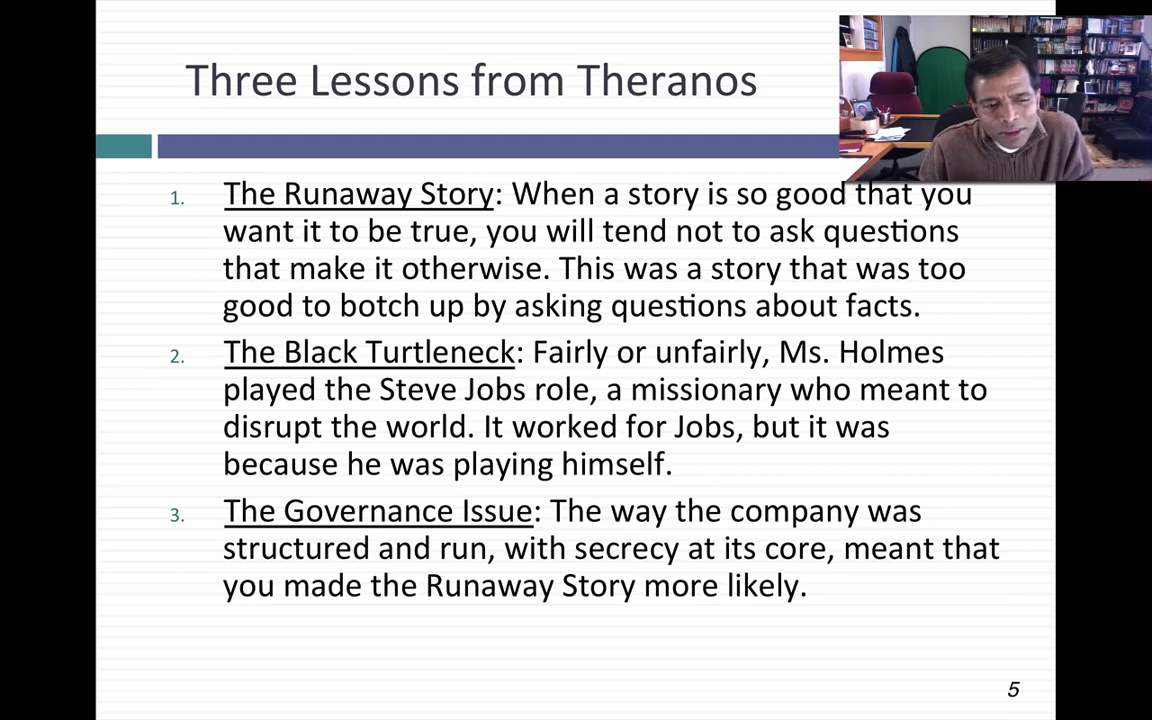 Three Lessons from Theranos
1. The Runaway Story: When a story is so good that you
want it to be true, you will tend not to ask questions
that make it otherwise. This was a story that was too
good to botch up by asking questions about facts.
2. The Black Turtleneck: Fairly or unfairly, Ms. Holmes
played the Steve Jobs role, a missionary who meant to
disrupt the world. It worked for Jobs, but it was
because he was playing himself.
3. The Governance Issue: The way the company was
structured and run, with secrecy at its core, meant that
you made the Runaway Story more likely.
5